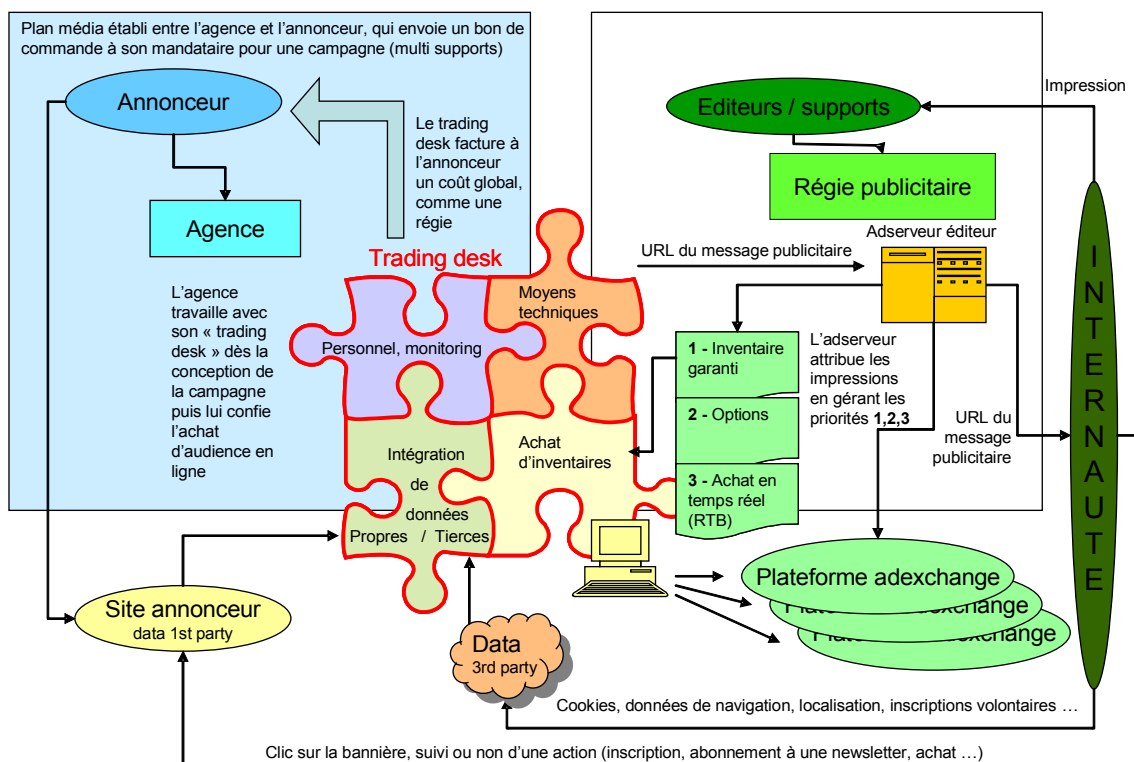 Plan média établi entre l'agence et l'annonceur, qui envoie un bon de
commande à son mandataire pour une campagne (multi supports)
Annonceur
Agence
Le trading
desk facture à
l'annonceur
un coût global,
comme une
régie
L'agence
travaille avec
son « trading
desk » dès la
conception de
la campagne
puis lui confie
l'achat
d'audience en
ligne
Trading desk
Personnel, monitoring
Moyens
techniques
Intégration
de
données
Propres / Tierces
Achat
d'inventaires
Impression
Editeurs / supports
Régie publicitaire
Adserveur éditeur
URL du message publicitaire
1 - Inventaire
garanti
2 - Options
3 - Achat en
temps réel
(RTB)
L'adserveur
attribue les
impressions
en gérant les
priorités 1,2,3
URL du
message
publicitaire
INTERNAUTE
Plateforme adexchange
Plateforme adexchange
Plateforme adexchange
Site annonceur
data 1st party
Data
3rd party
Cookies, données de navigation, localisation, inscriptions volontaires …
Clic sur la bannière, suivi ou non d'une action (inscription, abonnement à une newsletter, achat …)